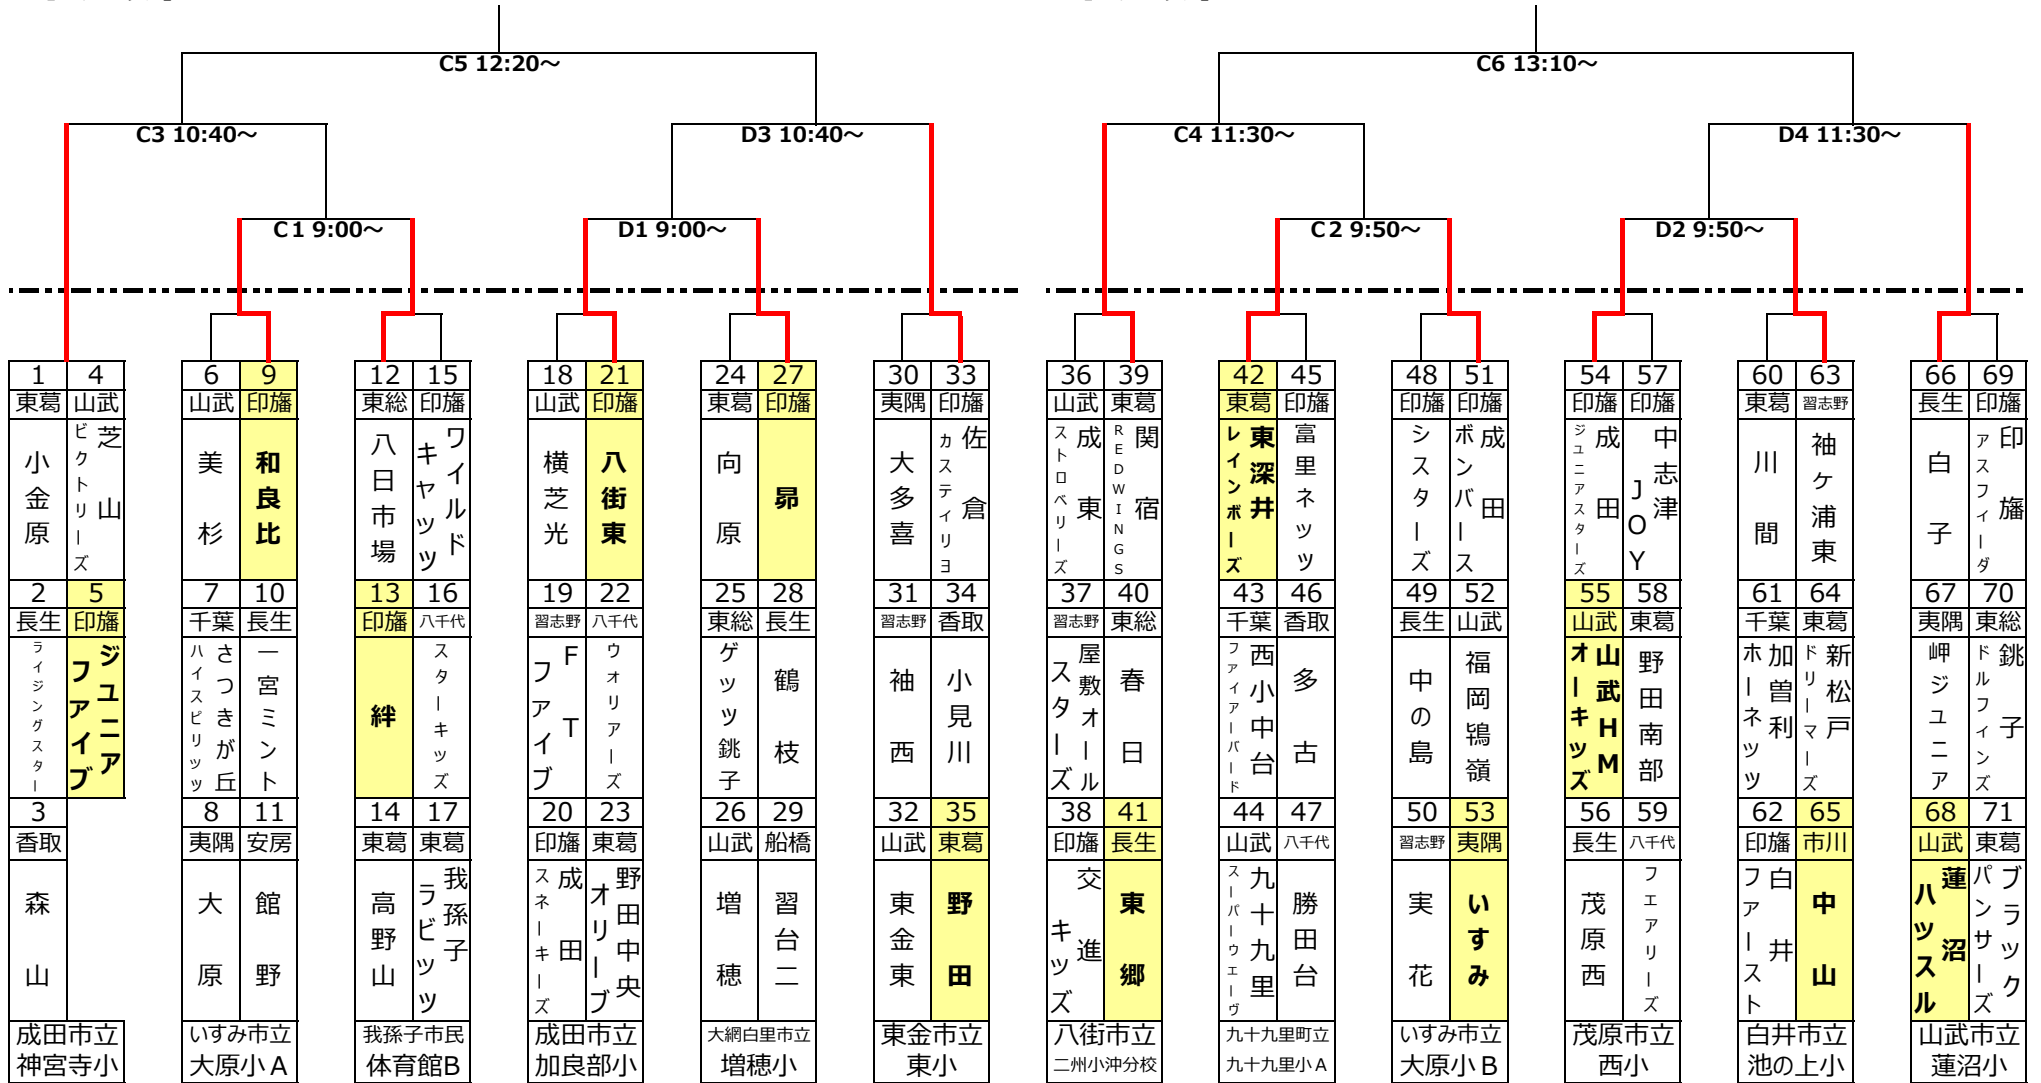 C5 12:20～ C6 13:10～
C3 10:40～ D3 10:40～ C4 11:30～ D4 11:30～
C1 9:00～ D1 9:00～ C2 9:50～ D2 9:50～
1 4 6 9 12 15 18 21 24 27 30 33 36 39 42 45 48 51 54 57 60 63 66 69
東葛 山武 山武 印旛 東総 印旛 山武 印旛 東葛 印旛 夷隅 印旛 山武 東葛 東葛 印旛 印旛 印旛 印旛 印旛 東葛 習志野 長生 印旛
小金原
芝山ビクトリーズ
美杉
和良比
八日市場
ワイルドキャッツ
横芝光
八街東
向原
昴
大多喜
佐倉カスティリヨ
成東ストロベリーズ
関宿REDWINGS
東深井レインボーズ
富里ネッツ
シスターズ
成田ボンバース
成田ジュニアスターズ
中志津JOY
川間
袖ケ浦東
白子
印旛アスフィーダ
2 5 7 10 13 16 19 22 25 28 31 34 37 40 43 46 49 52 55 58 61 64 67 70
長生 印旛 千葉 長生 印旛 八千代 習志野 八千代 東総 長生 習志野 香取 習志野 東総 千葉 香取 長生 山武 山武 東葛 千葉 東葛 夷隅 東総
ライジングスター
ジュニアファイブ
さつきが丘ハイスピリッツ
一宮ミント
絆
スターキッズ
FTファイブ
ウォリアーズ
ゲッツ銚子
鶴枝
袖西
小見川
屋敷オールスターズ
春日
西小中台ファイアーバード
多古
中の島
福岡鴇嶺
山武HMオーキッズ
野田南部
加曽利ホーネッツ
新松戸ドリーマーズ
岬ジュニア
銚子ドルフィンズ
3 8 11 14 17 20 23 26 29 32 35 38 41 44 47 50 53 56 59 62 65 68 71
香取 夷隅 安房 東葛 東葛 印旛 東葛 山武 船橋 山武 東葛 印旛 長生 山武 八千代 習志野 夷隅 長生 八千代 印旛 市川 山武 東葛
森山
大原
館野
高野山
我孫子ラビッツ
成田スネーキーズ
野田中央オリーブ
増穂
習台二
東金東
野田
交進キッズ
東郷
九十九里スーパーウエーヴ
勝田台
実花
いすみ
茂原西
フェアリーズ
白井ファースト
中山
蓮沼ハッスル
ブラックパンサーズ
成田市立 いすみ市立 我孫子市民 成田市立 大網白里市立 東金市立 八街市立 九十九里町立 いすみ市立 茂原市立 白井市立 山武市立
神宮寺小 大原小A 体育館B 加良部小 増穂小 東小 二州小沖分校 九十九里小A 大原小B 西小 池の上小 蓮沼小